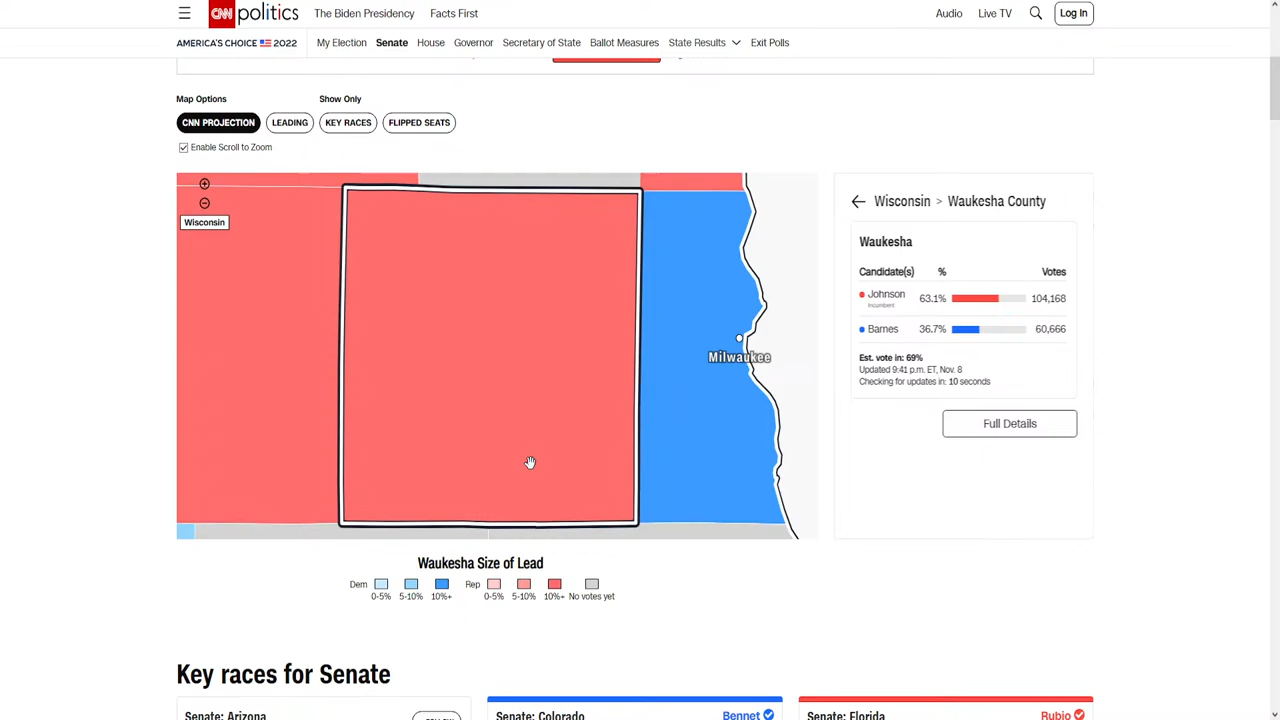 CNN politics The Biden Presidency Facts First Audio Live TV Log In
AMERICA'S CHOICE 2022 My Election Senate House Governor Secretary of State Ballot Measures State Results Exit Polls
Map Options Show Only
CNN PROJECTION LEADING KEY RACES FLIPPED SEATS
Enable Scroll to Zoom
Wisconsin
Milwaukee
Wisconsin > Waukesha County
Waukesha
Candidate(s) % Votes
Johnson 63.1% 104,168
Incumbent
Barnes 36.7% 60,666
Est. vote in: 69%
Updated 9:41 p.m. ET, Nov. 8
Checking for updates in: 10 seconds
Full Details
Waukesha Size of Lead
Dem Rep
0-5% 5-10% 10%+ 0-5% 5-10% 10%+ No votes yet
Key races for Senate
Senate: Arizona Senate: Colorado Bennet Senate: Florida Rubio